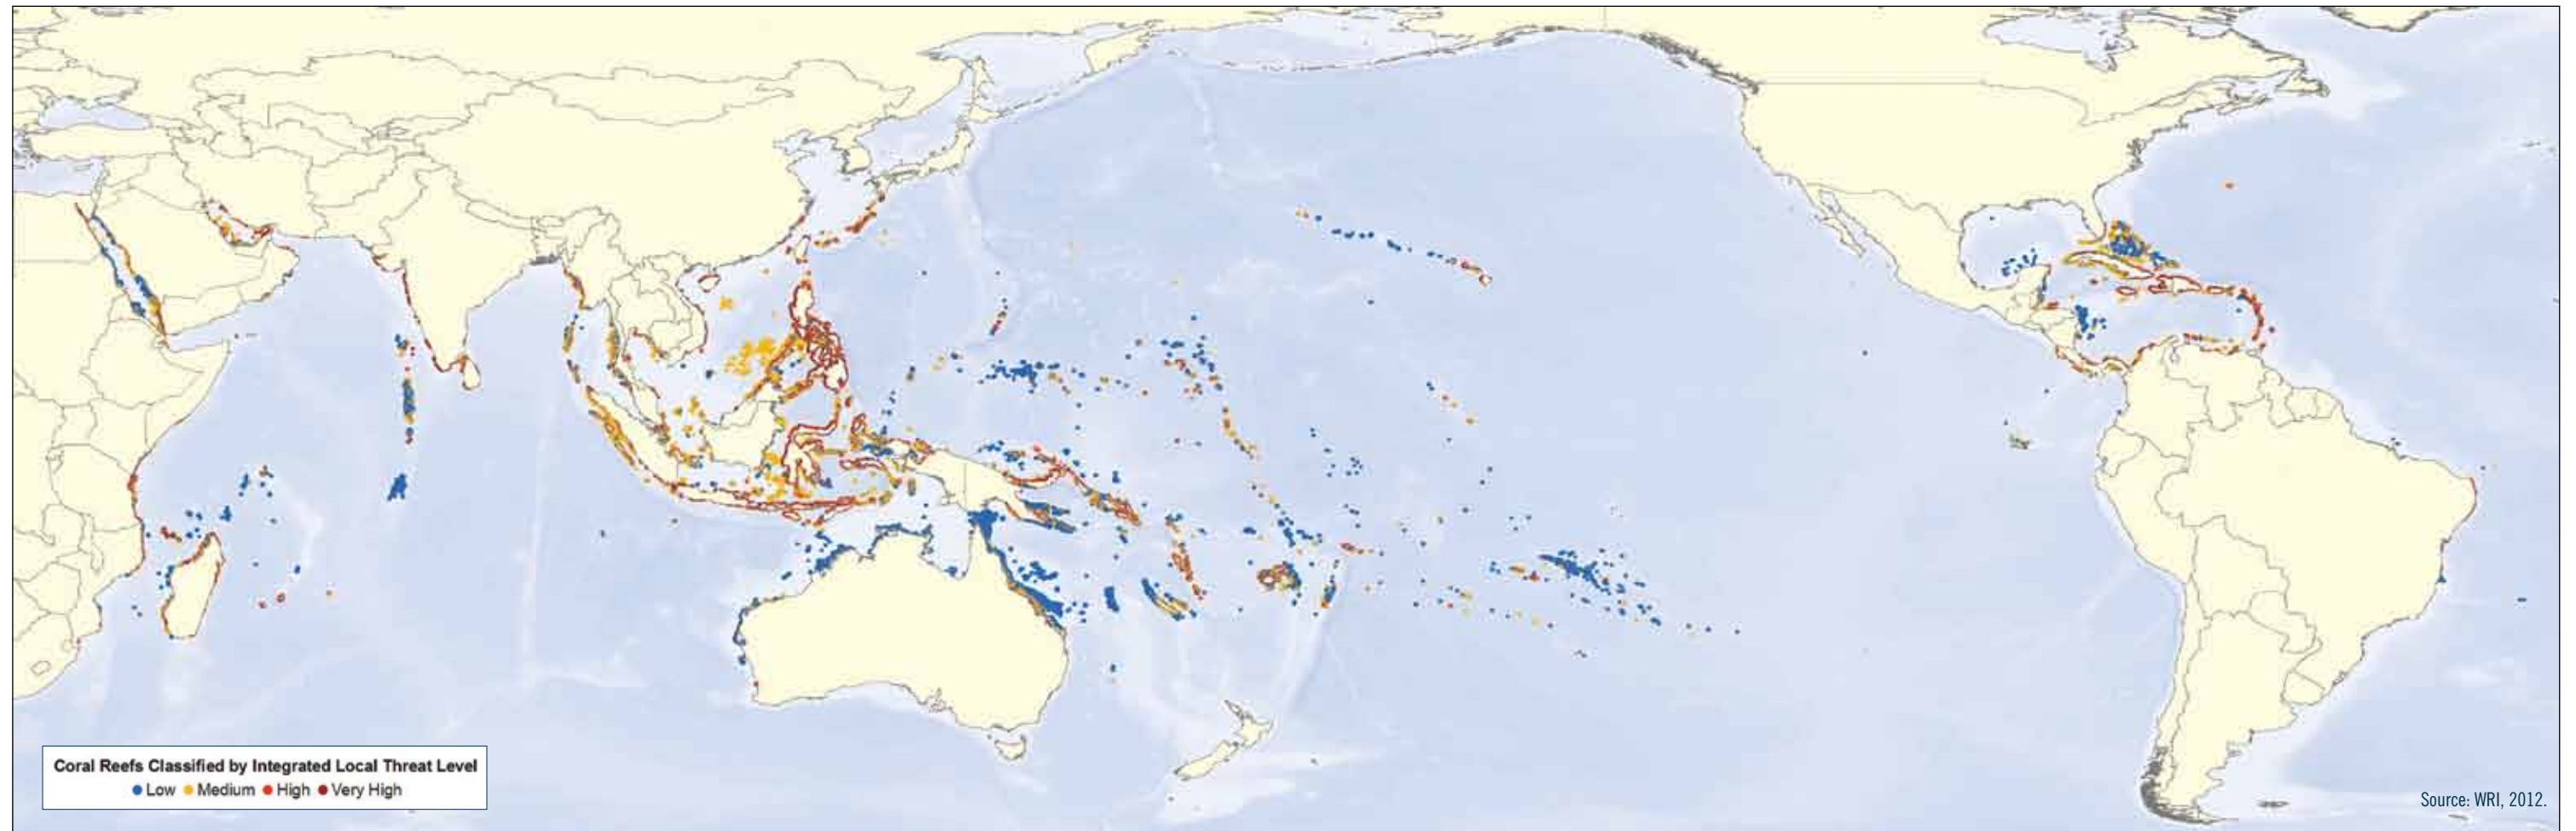 Coral Reefs Classified by Integrated Local Threat Level
Low Medium High Very High
Source: WRI, 2012.